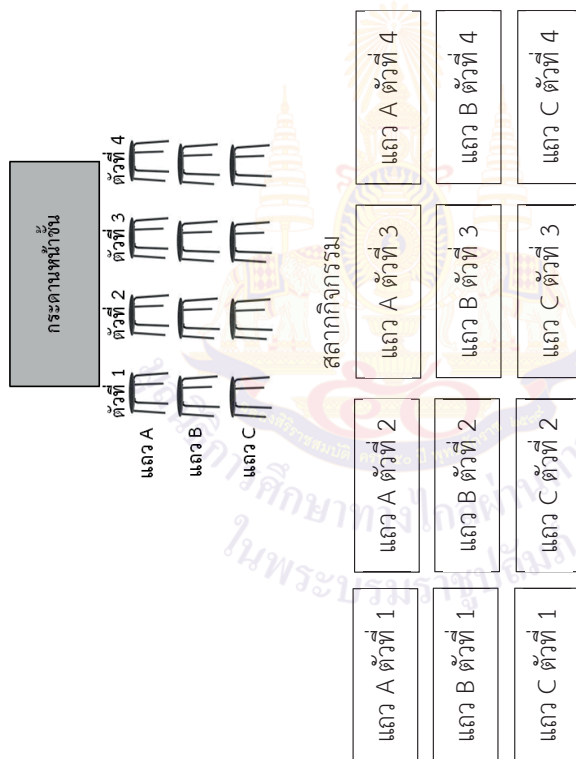 กระดานหน้าชั้น
ตัวที่ 1 ตัวที่ 2 ตัวที่ 3 ตัวที่ 4
แถว A
แถว B
แถว C
สลากกิจกรรม
แถว A ตัวที่ 1 แถว A ตัวที่ 2 แถว A ตัวที่ 3 แถว A ตัวที่ 4
แถว B ตัวที่ 1 แถว B ตัวที่ 2 แถว B ตัวที่ 3 แถว B ตัวที่ 4
แถว C ตัวที่ 1 แถว C ตัวที่ 2 แถว C ตัวที่ 3 แถว C ตัวที่ 4